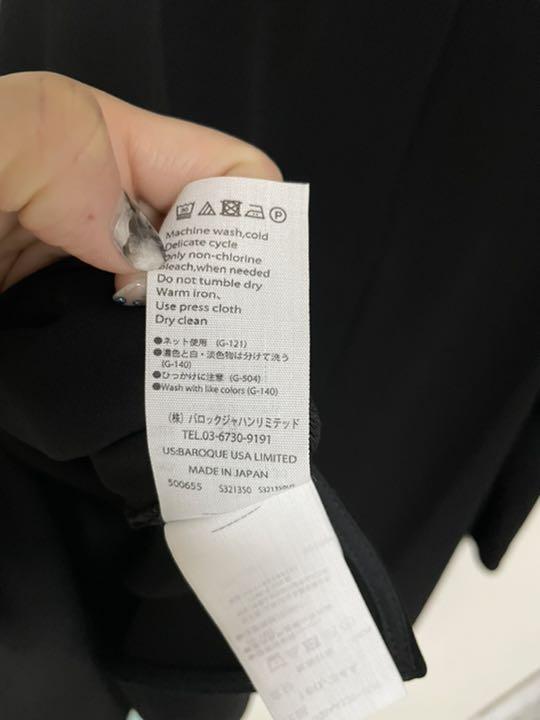 Machine wash,cold
Delicate cycle
Only non-chlorine
bleach,when needed
Do not tumble dry
Warm iron、
Use press cloth
Dry clean
●ネット使用 (G-121)
●濃色と白・淡色物は分けて洗う
(G-140)
●ひっかけに注意 (G-504)
●Wash with like colors (G-140)
(株) バロックジャパンリミテッド
TEL.03-6730-9191
US:BAROQUE USA LIMITED
MADE IN JAPAN
500655 S321350